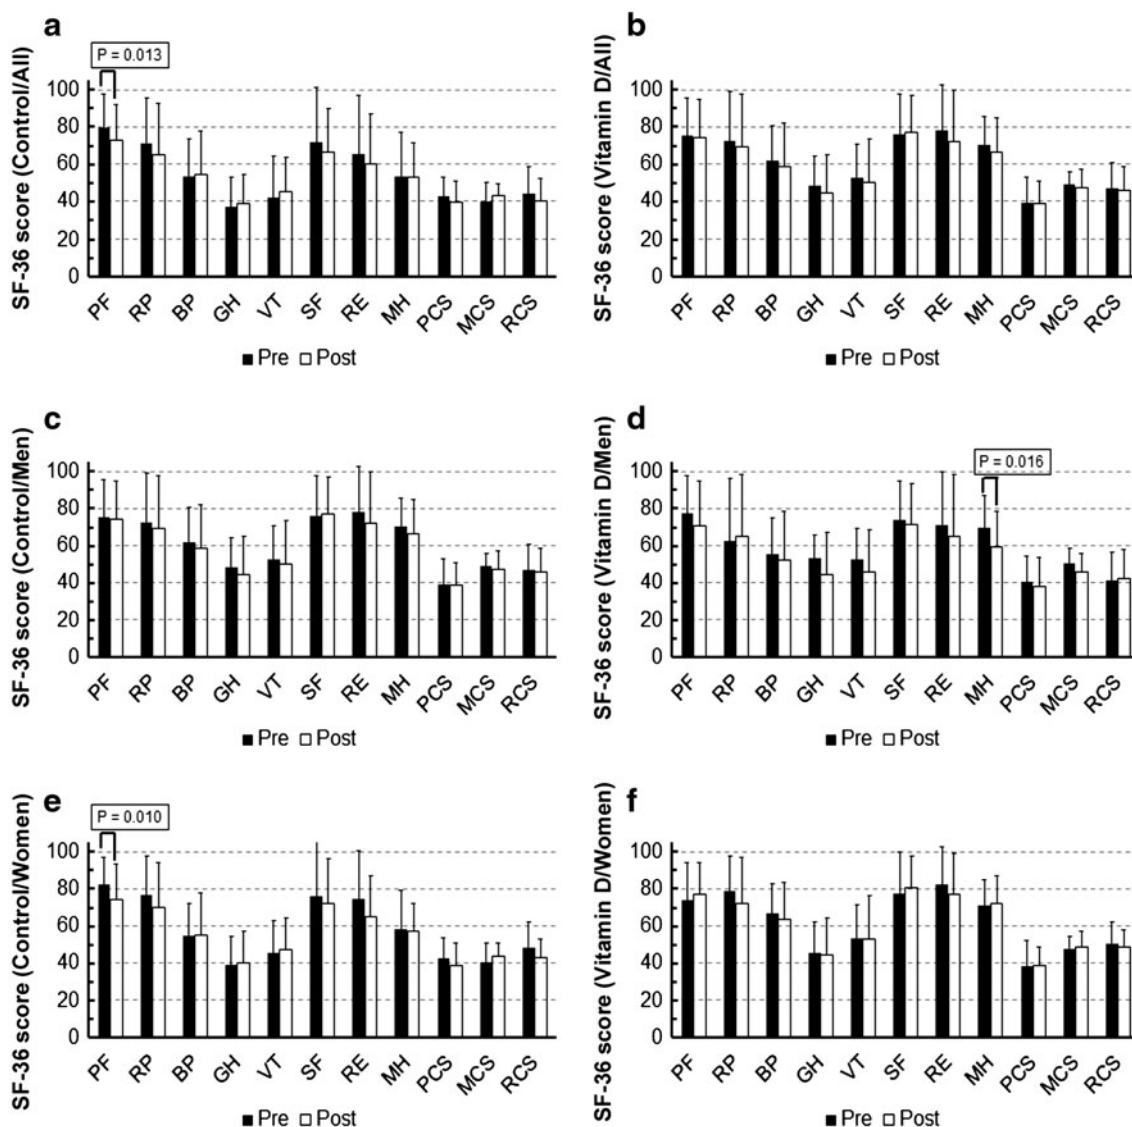 a
P = 0.013
SF-36 score (Control/All)
100
80
60
40
20
0
PF RP BP GH VT SF RE MH PCS MCS RCS
■ Pre □ Post
b
SF-36 score (Vitamin D/All)
100
80
60
40
20
0
PF RP BP GH VT SF RE MH PCS MCS RCS
■ Pre □ Post
c
SF-36 score (Control/Men)
100
80
60
40
20
0
PF RP BP GH VT SF RE MH PCS MCS RCS
■ Pre □ Post
d
P = 0.016
SF-36 score (Vitamin D/Men)
100
80
60
40
20
0
PF RP BP GH VT SF RE MH PCS MCS RCS
■ Pre □ Post
e
P = 0.010
SF-36 score (Control/Women)
100
80
60
40
20
0
PF RP BP GH VT SF RE MH PCS MCS RCS
■ Pre □ Post
f
SF-36 score (Vitamin D/Women)
100
80
60
40
20
0
PF RP BP GH VT SF RE MH PCS MCS RCS
■ Pre □ Post